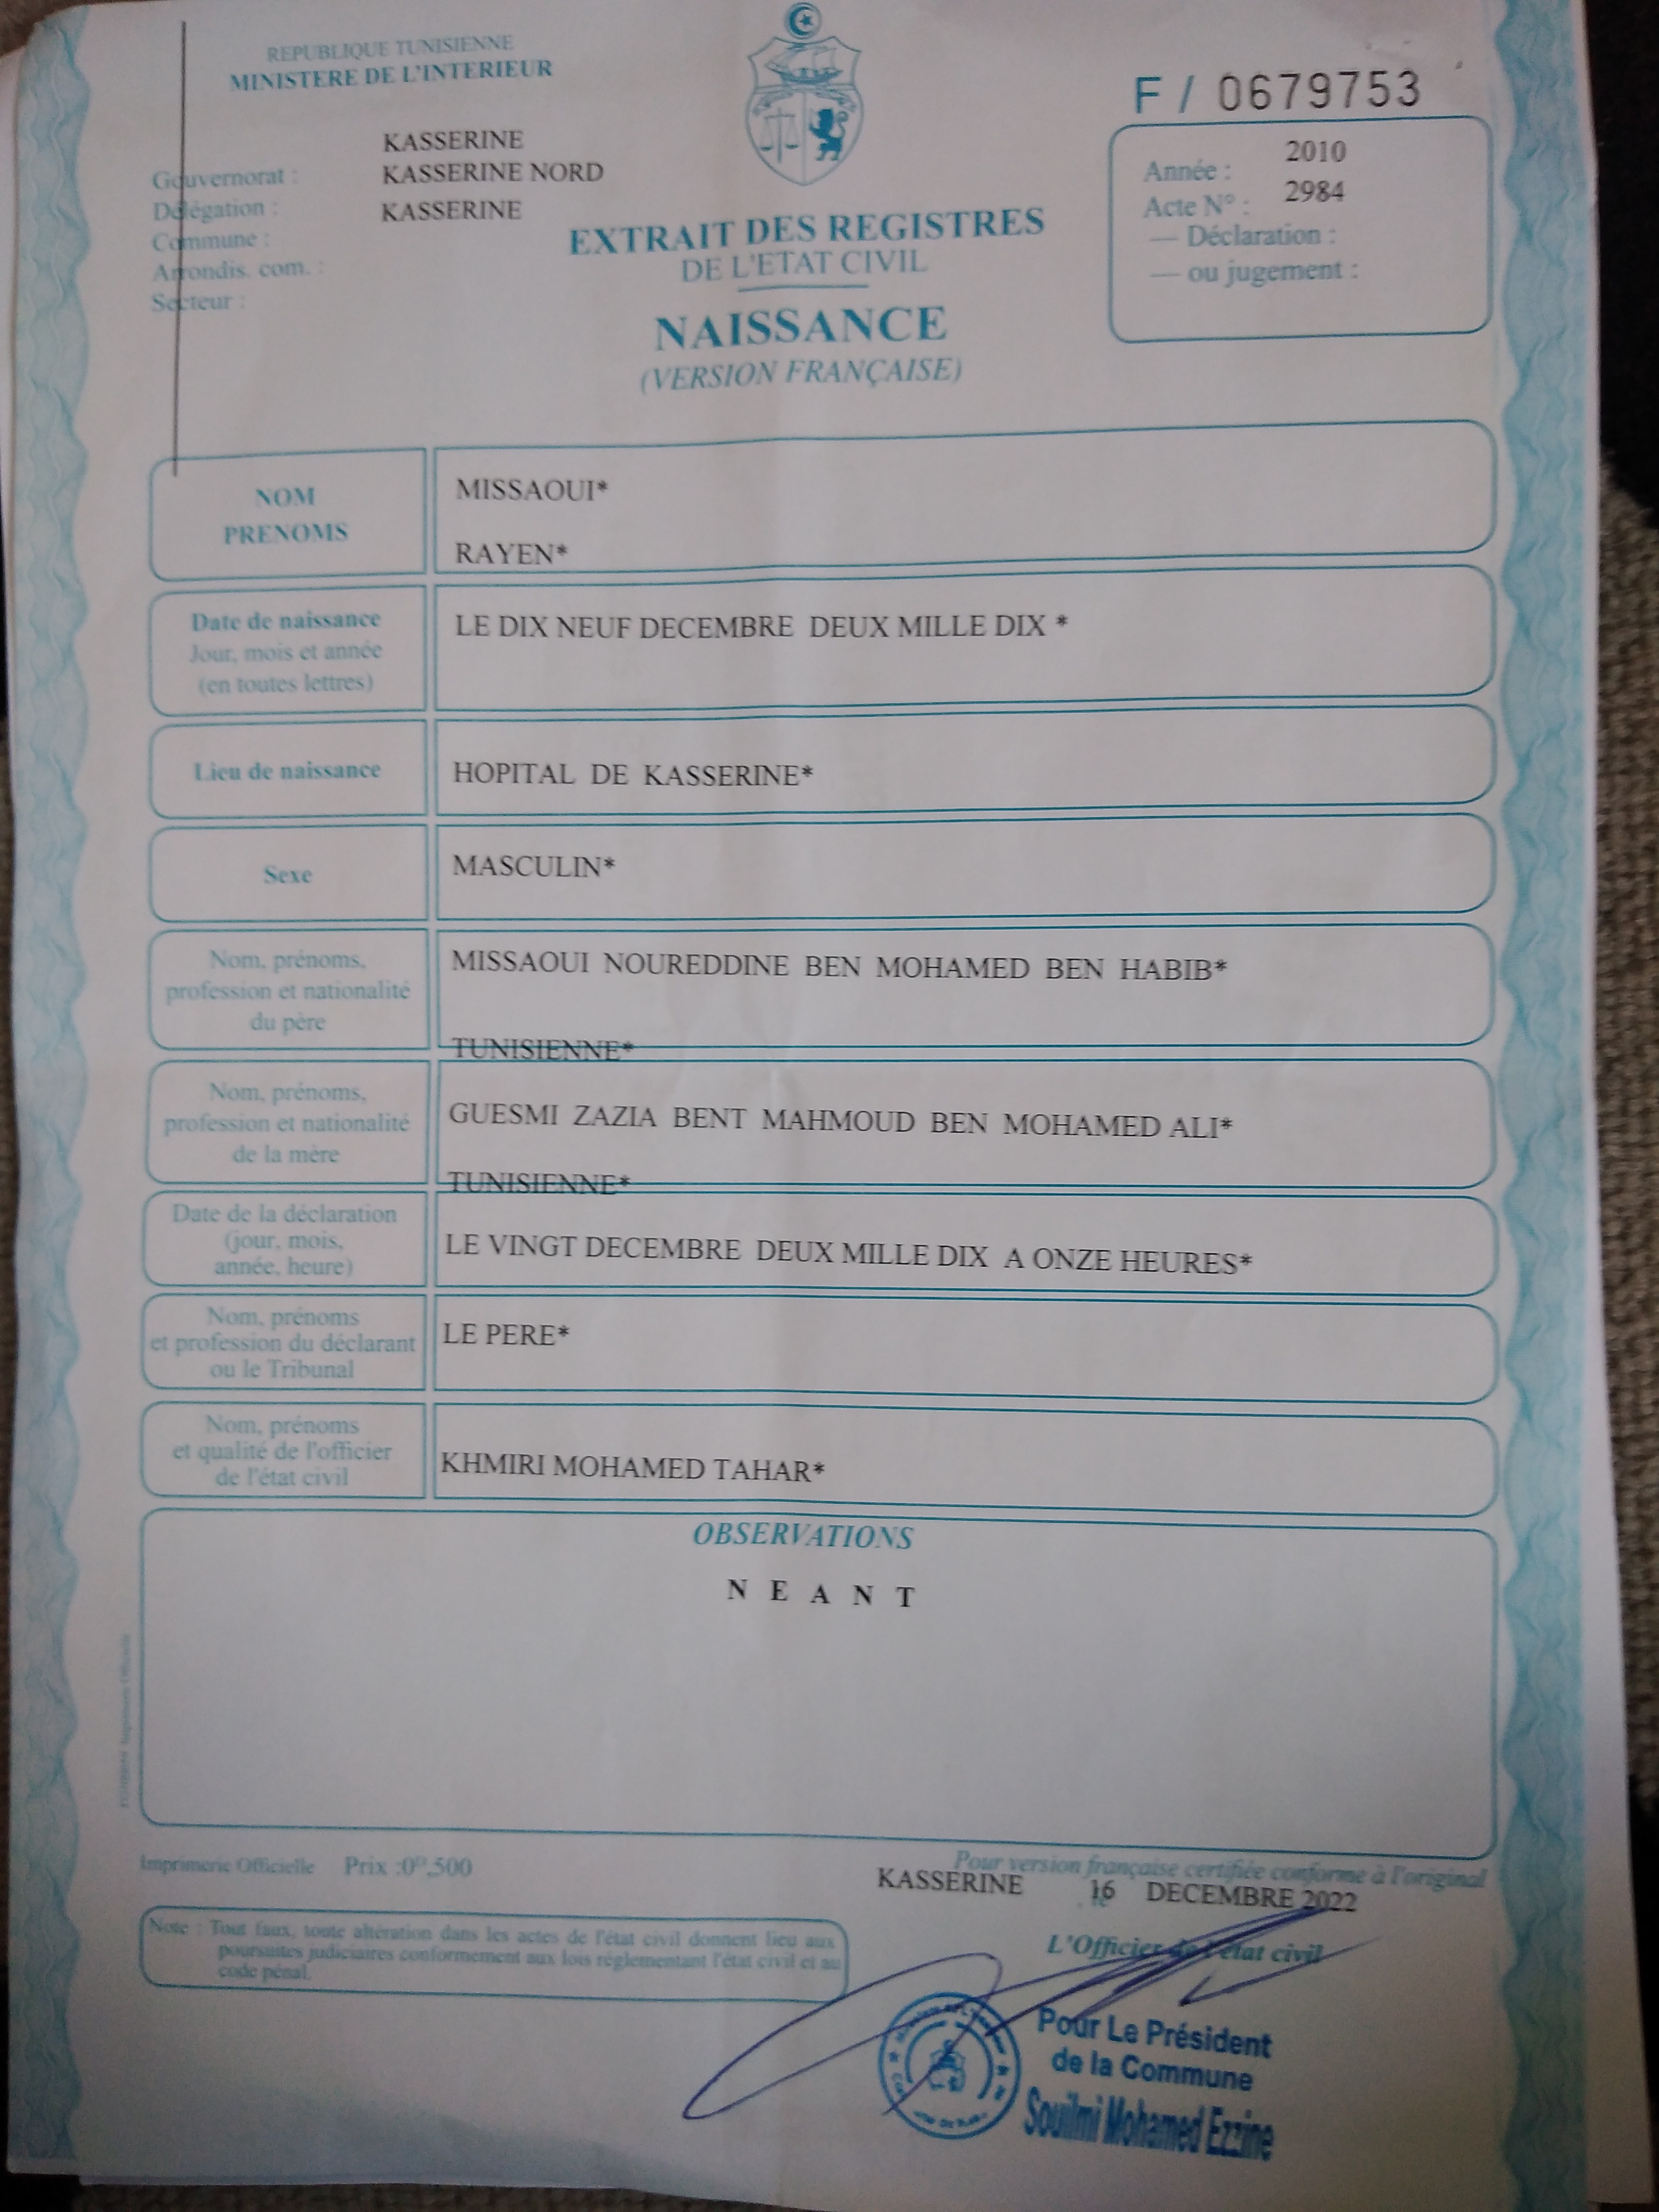 REPUBLIQUE TUNISIENNE
MINISTERE DE L'INTERIEUR
F / 0679753
KASSERINE
Gouvernorat : KASSERINE NORD
Délégation : KASSERINE
Commune :
Arrondis. com. :
Secteur :
EXTRAIT DES REGISTRES
DE L'ETAT CIVIL
NAISSANCE
(VERSION FRANÇAISE)
Année : 2010
Acte N° : 2984
— Déclaration :
— ou jugement :
NOM
PRENOMS
MISSAOUI*
RAYEN*
Date de naissance
Jour, mois et année
(en toutes lettres)
LE DIX NEUF DECEMBRE DEUX MILLE DIX *
Lieu de naissance
HOPITAL DE KASSERINE*
Sexe
MASCULIN*
Nom, prénoms,
profession et nationalité
du père
MISSAOUI NOUREDDINE BEN MOHAMED BEN HABIB*
TUNISIENNE*
Nom, prénoms,
profession et nationalité
de la mère
GUESMI ZAZIA BENT MAHMOUD BEN MOHAMED ALI*
TUNISIENNE*
Date de la déclaration
(jour, mois,
année, heure)
LE VINGT DECEMBRE DEUX MILLE DIX A ONZE HEURES*
Nom, prénoms
et profession du déclarant
ou le Tribunal
LE PERE*
Nom, prénoms
et qualité de l'officier
de l'état civil
KHMIRI MOHAMED TAHAR*
OBSERVATIONS
N E A N T
Imprimerie Officielle Prix :0ᴰ,500
Pour version française certifiée conforme à l'original
KASSERINE le 16 DECEMBRE 2022
Note : Tout faux, toute altération dans les actes de l'état civil donnent lieu aux
poursuites judiciaires conformement aux lois réglementant l'état civil et au
code pénal.
L'Officier de l'état civil
Pour Le Président
de la Commune
Souilmi Mohamed Ezzine